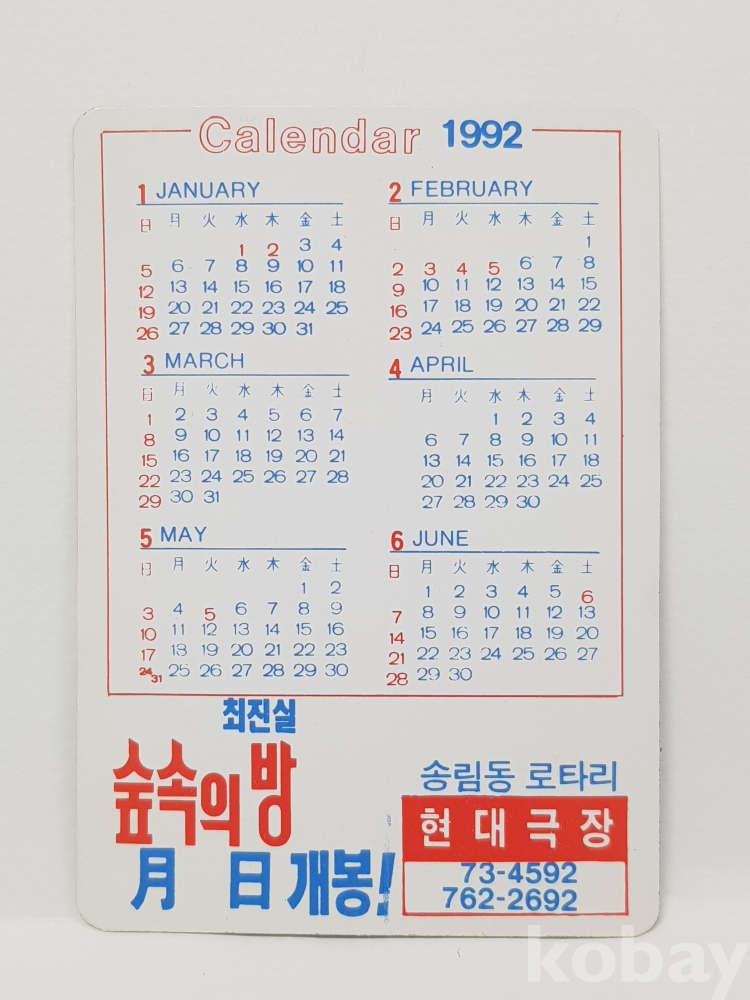 Calendar 1992
1 JANUARY
日 月 火 水 木 金 土
1 2 3 4
5 6 7 8 9 10 11
12 13 14 15 16 17 18
19 20 21 22 23 24 25
26 27 28 29 30 31
2 FEBRUARY
日 月 火 水 木 金 土
1
2 3 4 5 6 7 8
9 10 11 12 13 14 15
16 17 18 19 20 21 22
23 24 25 26 27 28 29
3 MARCH
日 月 火 水 木 金 土
1 2 3 4 5 6 7
8 9 10 11 12 13 14
15 16 17 18 19 20 21
22 23 24 25 26 27 28
29 30 31
4 APRIL
月 火 水 木 金 土
1 2 3 4
6 7 8 9 10 11
13 14 15 16 17 18
20 21 22 23 24 25
27 28 29 30
5 MAY
日 月 火 水 木 金 土
1 2
3 4 5 6 7 8 9
10 11 12 13 14 15 16
17 18 19 20 21 22 23
24/31 25 26 27 28 29 30
6 JUNE
日 月 火 水 木 金 土
1 2 3 4 5 6
7 8 9 10 11 12 13
14 15 16 17 18 19 20
21 22 23 24 25 26 27
28 29 30
최진실
숲속의 방
月 日 개봉!
송림동 로타리
현대극장
73-4592
762-2692
kobay